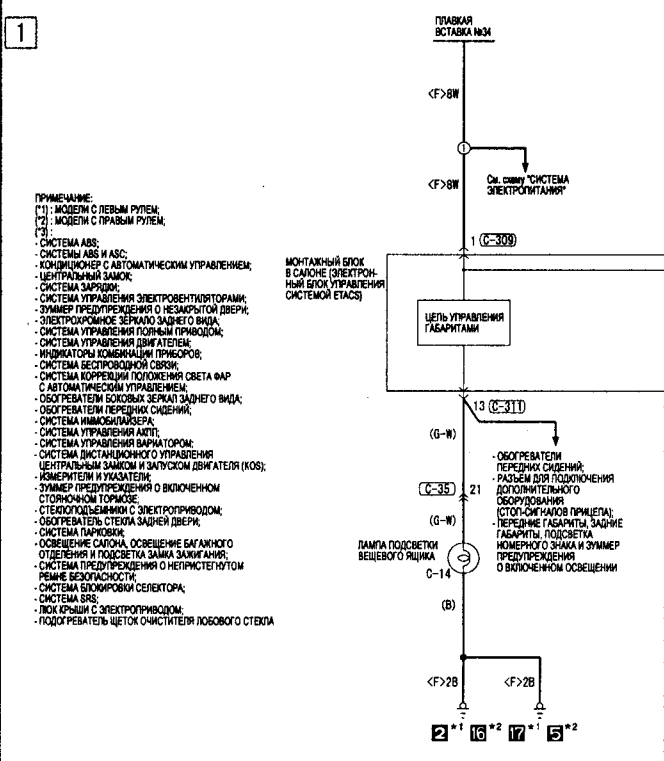 1
ПЛАВКАЯ
ВСТАВКА №34
<F>8W
1
<F>8W
См. схему "СИСТЕМА
ЭЛЕКТРОПИТАНИЯ"
ПРИМЕЧАНИЕ:
(*1) : МОДЕЛИ С ЛЕВЫМ РУЛЕМ;
(*2) : МОДЕЛИ С ПРАВЫМ РУЛЕМ;
(*3) :
- СИСТЕМА ABS;
- СИСТЕМЫ ABS И ASC;
- КОНДИЦИОНЕР С АВТОМАТИЧЕСКИМ УПРАВЛЕНИЕМ;
- ЦЕНТРАЛЬНЫЙ ЗАМОК;
- СИСТЕМА ЗАРЯДКИ;
- СИСТЕМА УПРАВЛЕНИЯ ЭЛЕКТРОВЕНТИЛЯТОРАМИ;
- ЗУММЕР ПРЕДУПРЕЖДЕНИЯ О НЕЗАКРЫТОЙ ДВЕРИ;
- ЭЛЕКТРОХРОМНОЕ ЗЕРКАЛО ЗАДНЕГО ВИДА;
- СИСТЕМА УПРАВЛЕНИЯ ПОЛНЫМ ПРИВОДОМ;
- СИСТЕМА УПРАВЛЕНИЯ ДВИГАТЕЛЕМ;
- ИНДИКАТОРЫ КОМБИНАЦИИ ПРИБОРОВ;
- СИСТЕМА БЕСПРОВОДНОЙ СВЯЗИ;
- СИСТЕМА КОРРЕКЦИИ ПОЛОЖЕНИЯ СВЕТА ФАР
С АВТОМАТИЧЕСКИМ УПРАВЛЕНИЕМ;
- ОБОГРЕВАТЕЛИ БОКОВЫХ ЗЕРКАЛ ЗАДНЕГО ВИДА;
- ОБОГРЕВАТЕЛИ ПЕРЕДНИХ СИДЕНИЙ;
- СИСТЕМА ИММОБИЛАЙЗЕРА;
- СИСТЕМА УПРАВЛЕНИЯ АКПП;
- СИСТЕМА УПРАВЛЕНИЯ ВАРИАТОРОМ;
- СИСТЕМА ДИСТАНЦИОННОГО УПРАВЛЕНИЯ
ЦЕНТРАЛЬНЫМ ЗАМКОМ И ЗАПУСКОМ ДВИГАТЕЛЯ (KOS);
- ИЗМЕРИТЕЛИ И УКАЗАТЕЛИ;
- ЗУММЕР ПРЕДУПРЕЖДЕНИЯ О ВКЛЮЧЕННОМ
СТОЯНОЧНОМ ТОРМОЗЕ;
- СТЕКЛОПОДЪЕМНИКИ С ЭЛЕКТРОПРИВОДОМ;
- ОБОГРЕВАТЕЛЬ СТЕКЛА ЗАДНЕЙ ДВЕРИ;
- СИСТЕМА ПАРКОВКИ;
- ОСВЕЩЕНИЕ САЛОНА, ОСВЕЩЕНИЕ БАГАЖНОГО
ОТДЕЛЕНИЯ И ПОДСВЕТКА ЗАМКА ЗАЖИГАНИЯ;
- СИСТЕМА ПРЕДУПРЕЖДЕНИЯ О НЕПРИСТЕГНУТОМ
РЕМНЕ БЕЗОПАСНОСТИ;
- СИСТЕМА БЛОКИРОВКИ СЕЛЕКТОРА;
- СИСТЕМА SRS;
- ЛЮК КРЫШИ С ЭЛЕКТРОПРИВОДОМ;
- ПОДОГРЕВАТЕЛЬ ЩЕТОК ОЧИСТИТЕЛЯ ЛОБОВОГО СТЕКЛА
1 C-309
МОНТАЖНЫЙ БЛОК
В САЛОНЕ (ЭЛЕКТРОН-
НЫЙ БЛОК УПРАВЛЕНИЯ
СИСТЕМОЙ ETACS)
ЦЕПЬ УПРАВЛЕНИЯ
ГАБАРИТАМИ
13 C-311
(G-W)
- ОБОГРЕВАТЕЛИ
ПЕРЕДНИХ СИДЕНИЙ;
- РАЗЪЕМ ДЛЯ ПОДКЛЮЧЕНИЯ
ДОПОЛНИТЕЛЬНОГО
ОБОРУДОВАНИЯ
(СТОП-СИГНАЛОВ ПРИЦЕПА);
- ПЕРЕДНИЕ ГАБАРИТЫ, ЗАДНИЕ
ГАБАРИТЫ, ПОДСВЕТКА
НОМЕРНОГО ЗНАКА И ЗУММЕР
ПРЕДУПРЕЖДЕНИЯ
О ВКЛЮЧЕННОМ ОСВЕЩЕНИИ
C-35 21
(G-W)
ЛАМПА ПОДСВЕТКИ
ВЕЩЕВОГО ЯЩИКА
C-14
(B)
<F>2B <F>2B
2 *1 16 *2 17 *1 5 *2